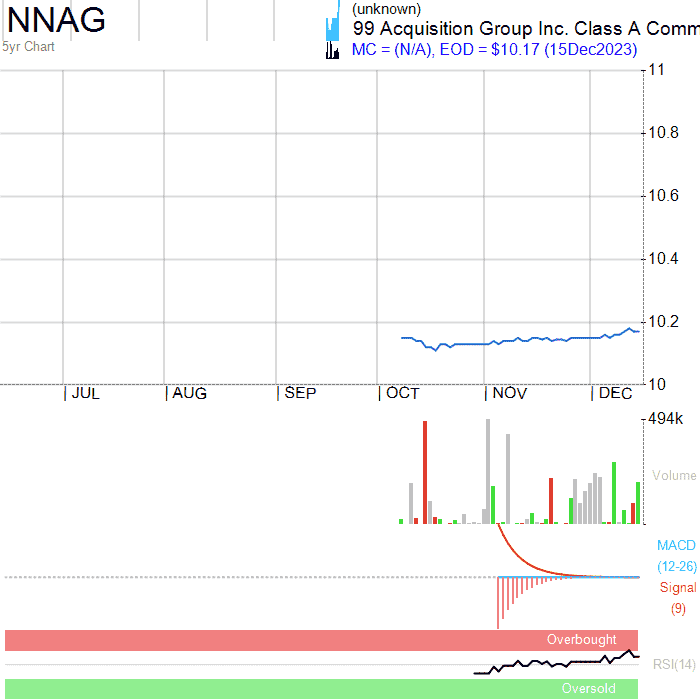 NNAG
(unknown)
99 Acquisition Group Inc. Class A Comm
5yr Chart
MC = (N/A), EOD = $10.17 (15Dec2023)
11
10.8
10.6
10.4
10.2
10
JUL AUG SEP OCT NOV DEC
494k
Volume
MACD
(12-26)
Signal
(9)
Overbought
RSI(14)
Oversold